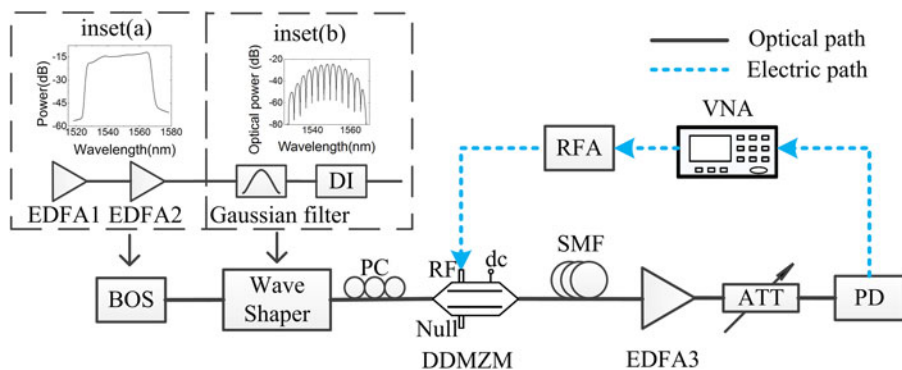 inset(a)
inset(b)
Optical path
Electric path
Power(dB)
-15
-30
-45
-60
1520
1540
1560
1580
Wavelength(nm)
Optical power (dB)
-20
-40
-60
-80
1540
1560
Wavelength(nm)
VNA
RFA
DI
EDFA1
EDFA2
Gaussian filter
BOS
Wave
Shaper
PC
RF
dc
Null
DDMZM
SMF
EDFA3
ATT
PD